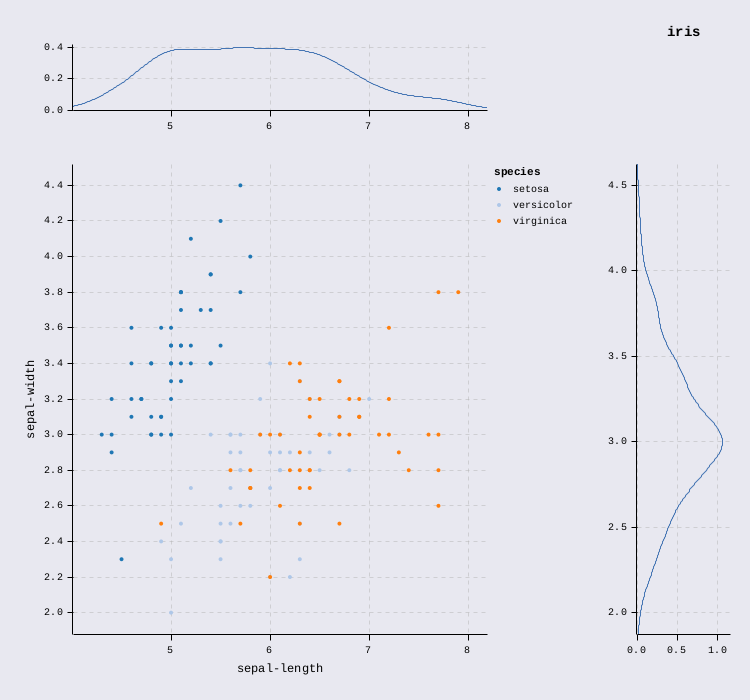 iris
0.4
0.2
0.0
5 6 7 8
species
setosa
versicolor
virginica
4.4
4.2
4.0
3.8
3.6
3.4
3.2
3.0
2.8
2.6
2.4
2.2
2.0
sepal-width
5 6 7 8
sepal-length
4.5
4.0
3.5
3.0
2.5
2.0
0.0 0.5 1.0